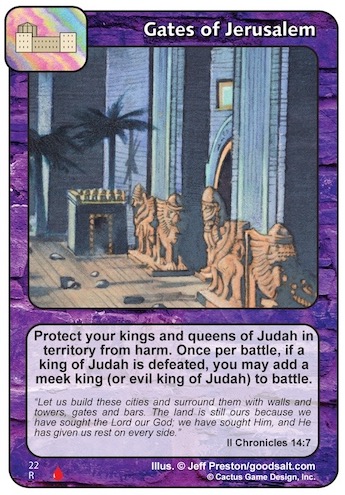 Gates of Jerusalem
Protect your kings and queens of Judah in
territory from harm. Once per battle, if a
king of Judah is defeated, you may add a
meek king (or evil king of Judah) to battle.
"Let us build these cities and surround them with walls and
towers, gates and bars. The land is still ours because we
have sought the Lord our God; we have sought Him, and He
has given us rest on every side."
II Chronicles 14:7
22
R
Illus. © Jeff Preston/goodsalt.com
© Cactus Game Design, Inc.